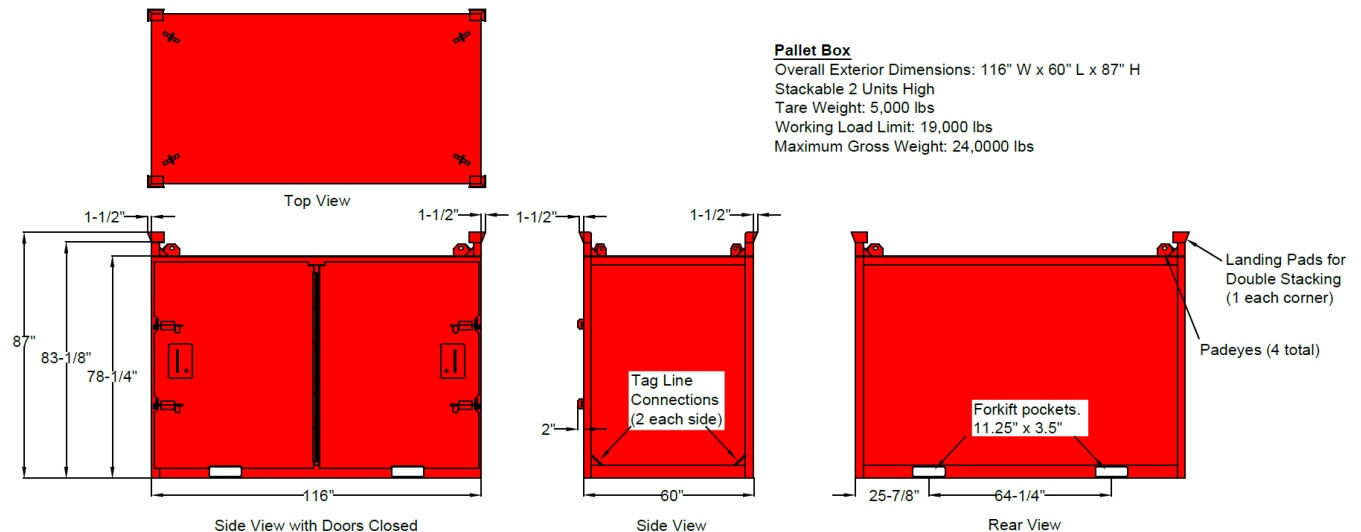 Pallet Box
Overall Exterior Dimensions: 116" W x 60" L x 87" H
Stackable 2 Units High
Tare Weight: 5,000 lbs
Working Load Limit: 19,000 lbs
Maximum Gross Weight: 24,0000 lbs
Top View
1-1/2"
1-1/2"
1-1/2"
1-1/2"
87"
83-1/8"
78-1/4"
116"
Side View with Doors Closed
Tag Line
Connections
(2 each side)
2"
60"
Side View
Landing Pads for
Double Stacking
(1 each corner)
Padeyes (4 total)
Forkift pockets.
11.25" x 3.5"
25-7/8"
64-1/4"
Rear View